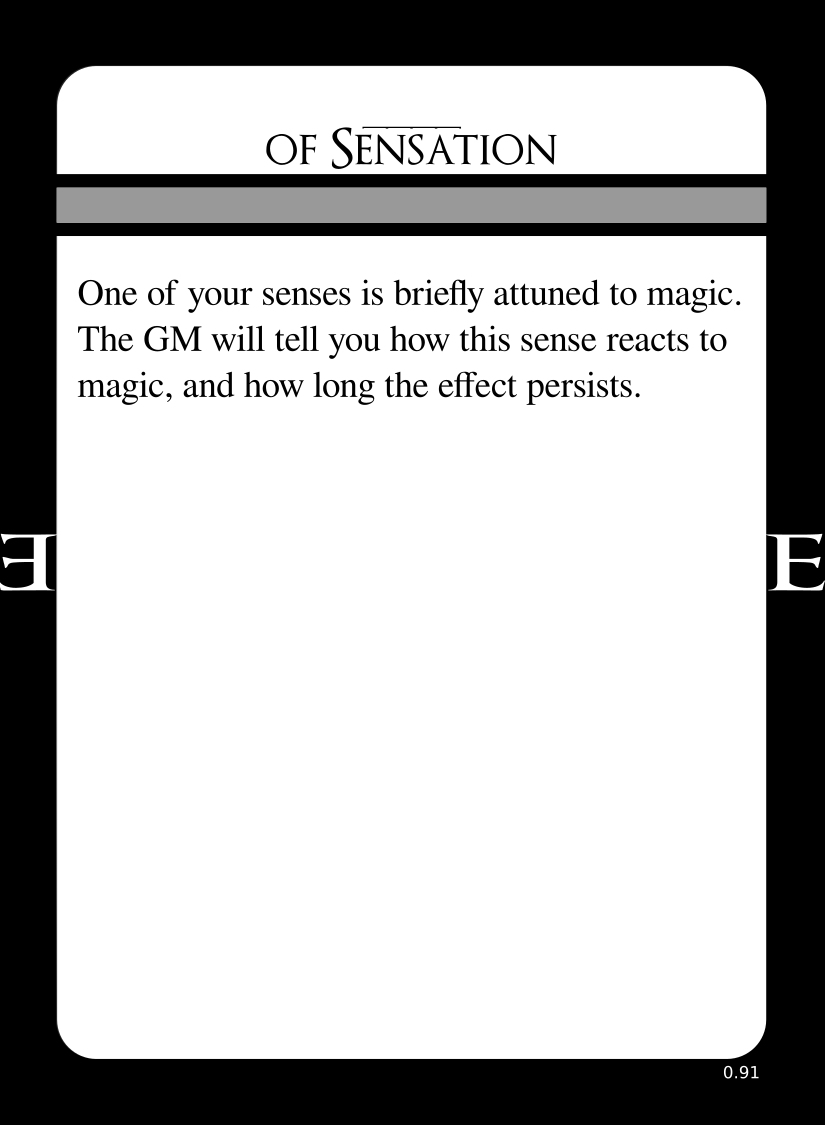 of Sensation
One of your senses is briefly attuned to magic.
The GM will tell you how this sense reacts to
magic, and how long the effect persists.
E
E
0.91